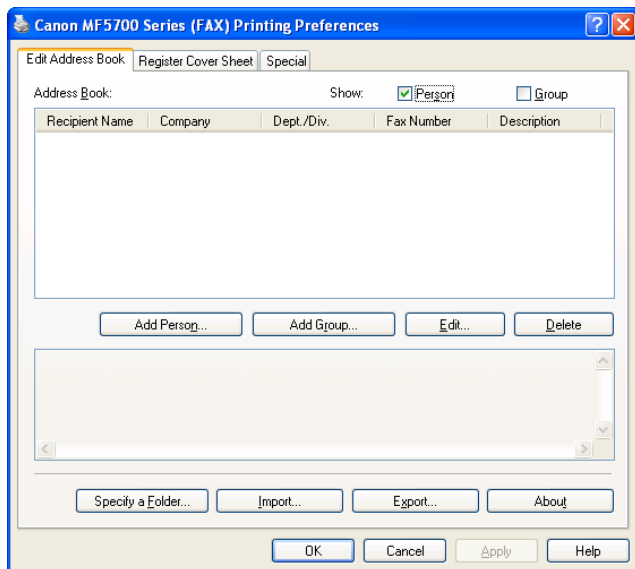 Canon MF5700 Series (FAX) Printing Preferences
Edit Address Book Register Cover Sheet Special
Address Book: Show: Person Group
Recipient Name Company Dept./Div. Fax Number Description
Add Person... Add Group... Edit... Delete
Specify a Folder... Import... Export... About
OK Cancel Apply Help